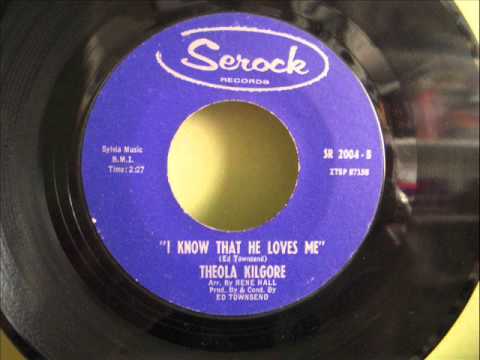 Serock
RECORDS
Sylvia Music
B.M.I.
Time: 2:27
SR 2004-B
ZTSP 87158
"I KNOW THAT HE LOVES ME"
(Ed Townsend)
THEOLA KILGORE
Arr. By RENE HALL
Prod. By & Cond. By
ED TOWNSEND